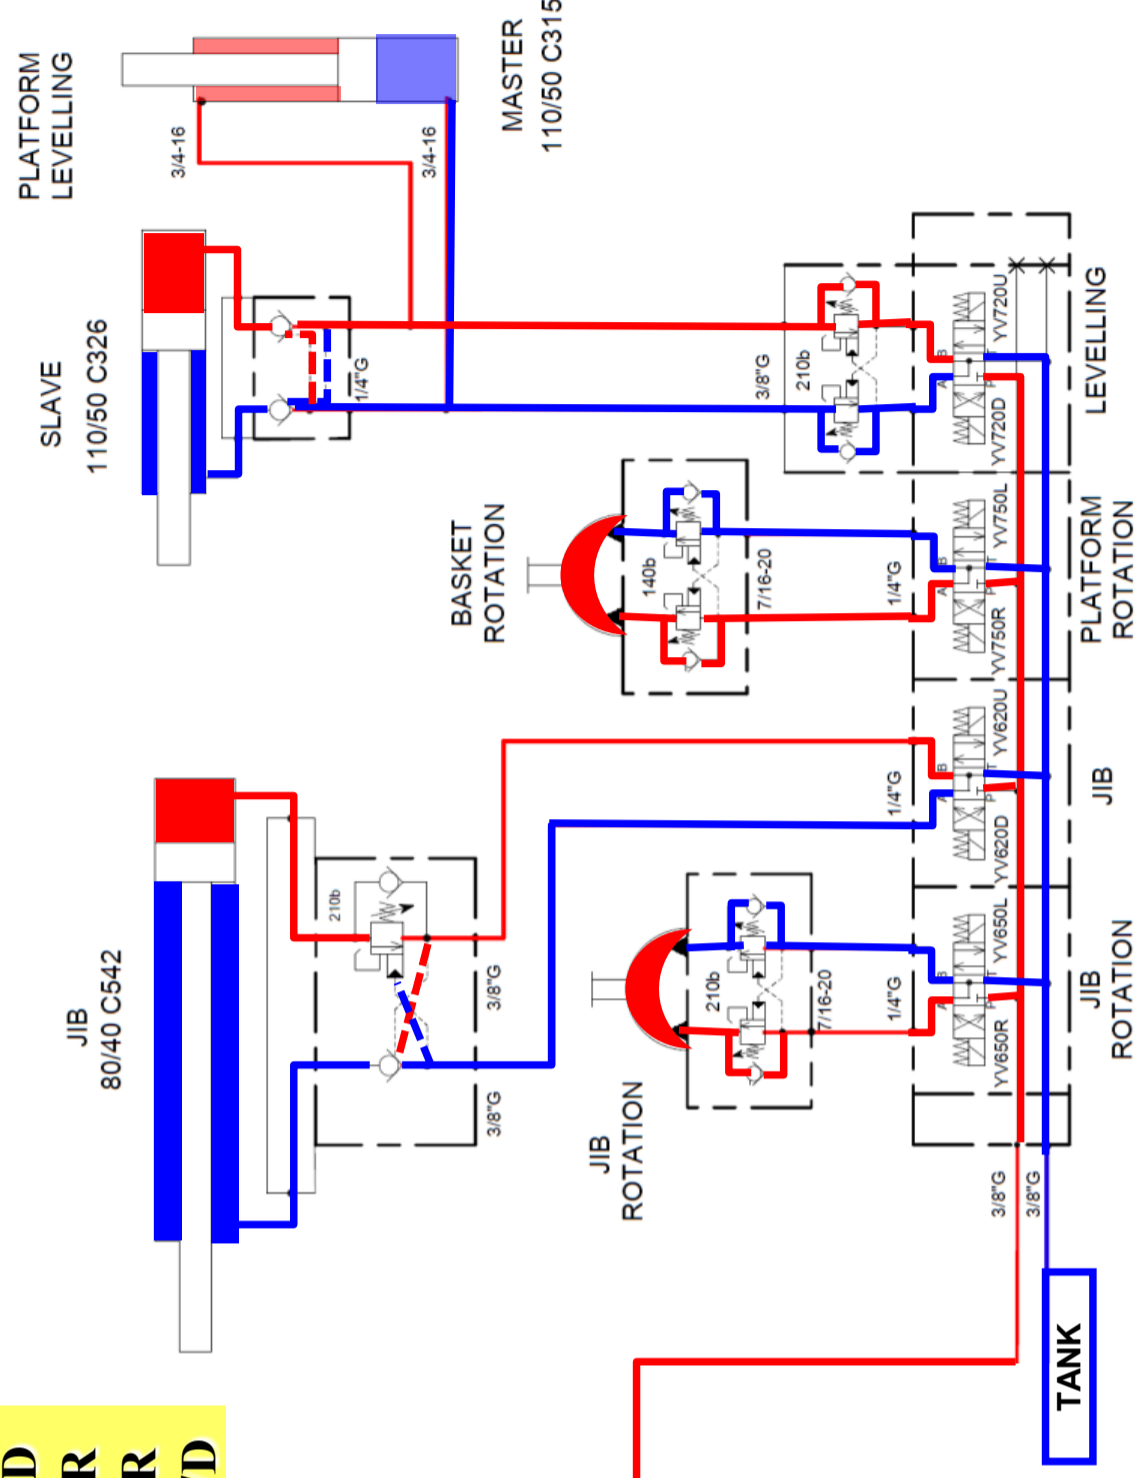 PLATFORM
LEVELLING
3/4-16
3/4-16
MASTER
110/50 C315
SLAVE
110/50 C326
1/4"G
3/8"G
210b
YV720U
YV720D
LEVELLING
BASKET
ROTATION
140b
7/16-20
1/4"G
B
A
T
P
YV750L
YV750R
PLATFORM
ROTATION
JIB
80/40 C542
210b
3/8"G
3/8"G
1/4"G
B
A
T
P
YV620U
YV620D
JIB
JIB
ROTATION
210b
7/16-20
1/4"G
B
A
T
P
YV650L
YV650R
JIB
ROTATION
3/8"G
3/8"G
TANK
D
R
R
B
A
T
P